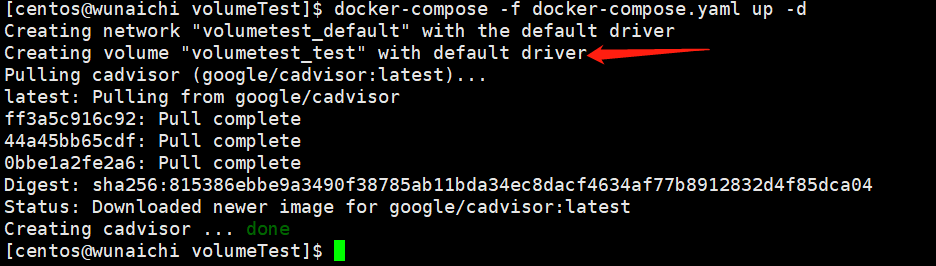 [centos@wunaichi volumeTest]$ docker-compose -f docker-compose.yaml up -d
Creating network "volumetest_default" with the default driver
Creating volume "volumetest_test" with default driver
Pulling cadvisor (google/cadvisor:latest)...
latest: Pulling from google/cadvisor
ff3a5c916c92: Pull complete
44a45bb65cdf: Pull complete
0bbe1a2fe2a6: Pull complete
Digest: sha256:815386ebbe9a3490f38785ab11bda34ec8dacf4634af77b8912832d4f85dca04
Status: Downloaded newer image for google/cadvisor:latest
Creating cadvisor ... done
[centos@wunaichi volumeTest]$